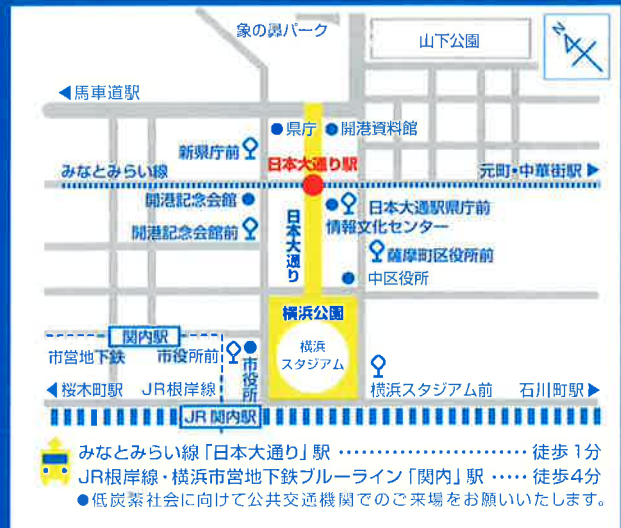 象の鼻パーク
山下公園
N
◀馬車道駅
●県庁 ●開港資料館
新県庁前
日本大通り駅
みなとみらい線
元町・中華街駅▶
開港記念会館●
日本大通駅県庁前
情報文化センター
開港記念会館前
日本大通り
薩摩町区役所前
中区役所
横浜公園
関内駅
横浜
スタジアム
市営地下鉄
市役所前
市役所
横浜スタジアム前
◀桜木町駅 JR根岸線
石川町駅▶
JR関内駅
みなとみらい線「日本大通り」駅 ························ 徒歩1分
JR根岸線・横浜市営地下鉄ブルーライン「関内」駅 ····· 徒歩4分
●低炭素社会に向けて公共交通機関でのご来場をお願いいたします。